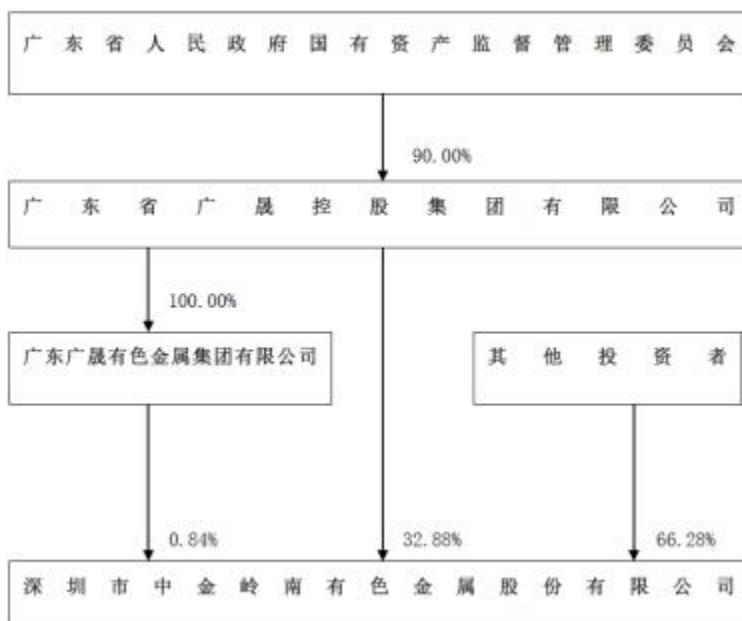 广东省人民政府国有资产监督管理委员会
90.00%
广东省广晟控股集团有限公司
100.00%
广东广晟有色金属集团有限公司
其他投资者
0.84%
32.88%
66.28%
深圳市中金岭南有色金属股份有限公司